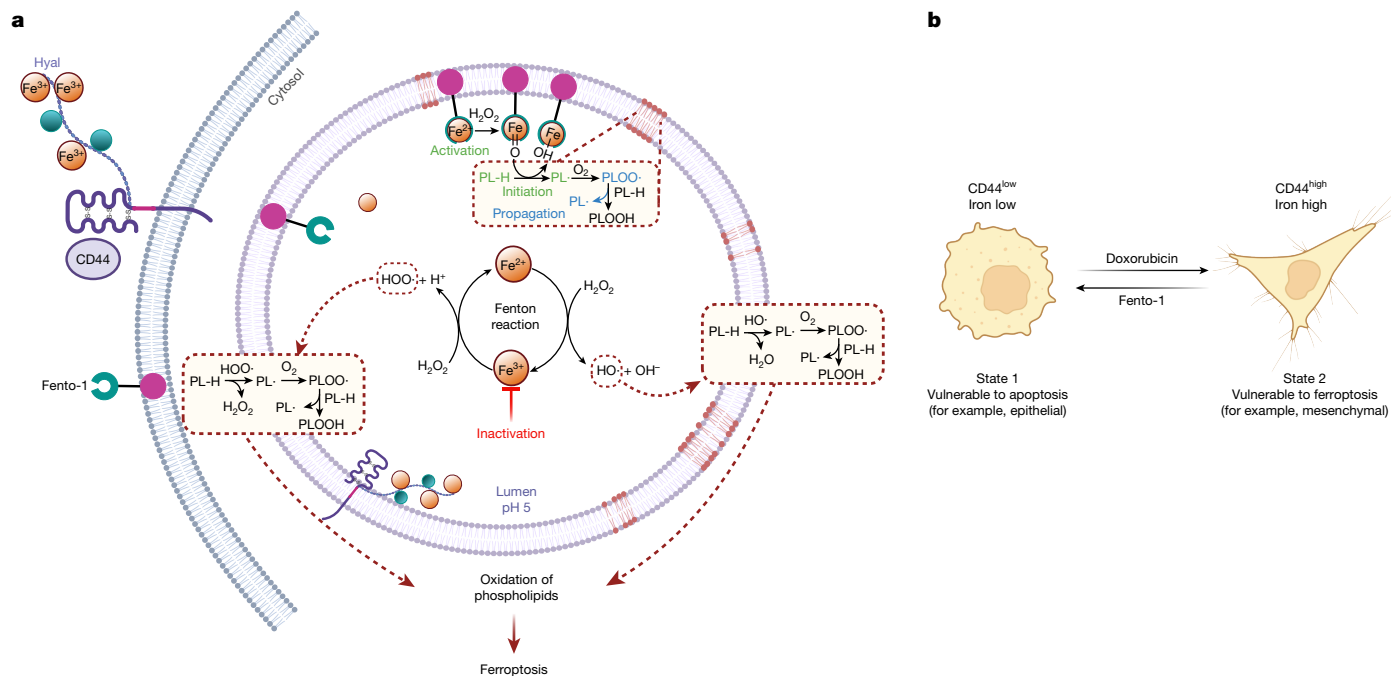 a
Hyal
Fe3+
Fe3+
Fe3+
S-S
S-S
S-S
CD44
Cytosol
Fe2+
H2O2
Fe
O
Fe
OH
Activation
PL-H
PL·
O2
PLOO·
Initiation
PL·
PL-H
Propagation
PLOOH
HOO· + H+
Fe2+
H2O2
Fenton
reaction
H2O2
Fe3+
HO· + OH−
Inactivation
Fento-1
HOO·
O2
PL-H
PL·
PLOO·
H2O2
PL·
PL-H
PLOOH
HO·
O2
PL-H
PL·
PLOO·
H2O
PL·
PL-H
PLOOH
Lumen
pH 5
Oxidation of
phospholipids
Ferroptosis
b
CD44low
Iron low
CD44high
Iron high
Doxorubicin
Fento-1
State 1
Vulnerable to apoptosis
(for example, epithelial)
State 2
Vulnerable to ferroptosis
(for example, mesenchymal)